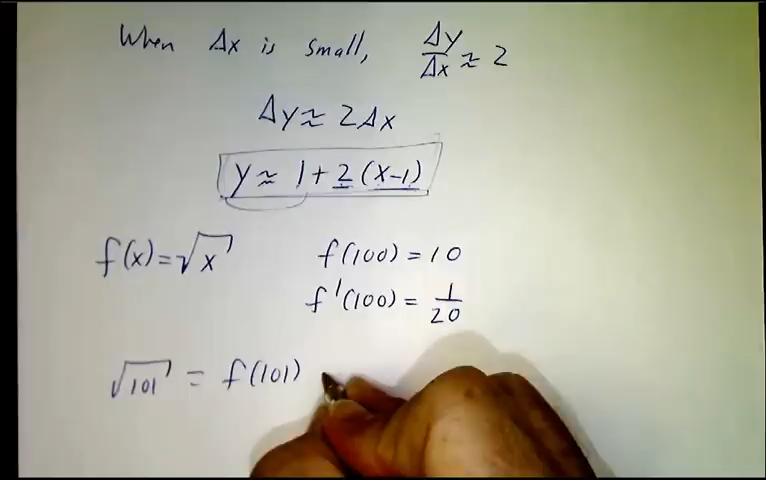 When Δx is small, Δy/Δx ≈ 2
Δy ≈ 2Δx
y ≈ 1 + 2(x-1)
f(x) = √x
f(100) = 10
f'(100) = 1/20
√101 = f(101)